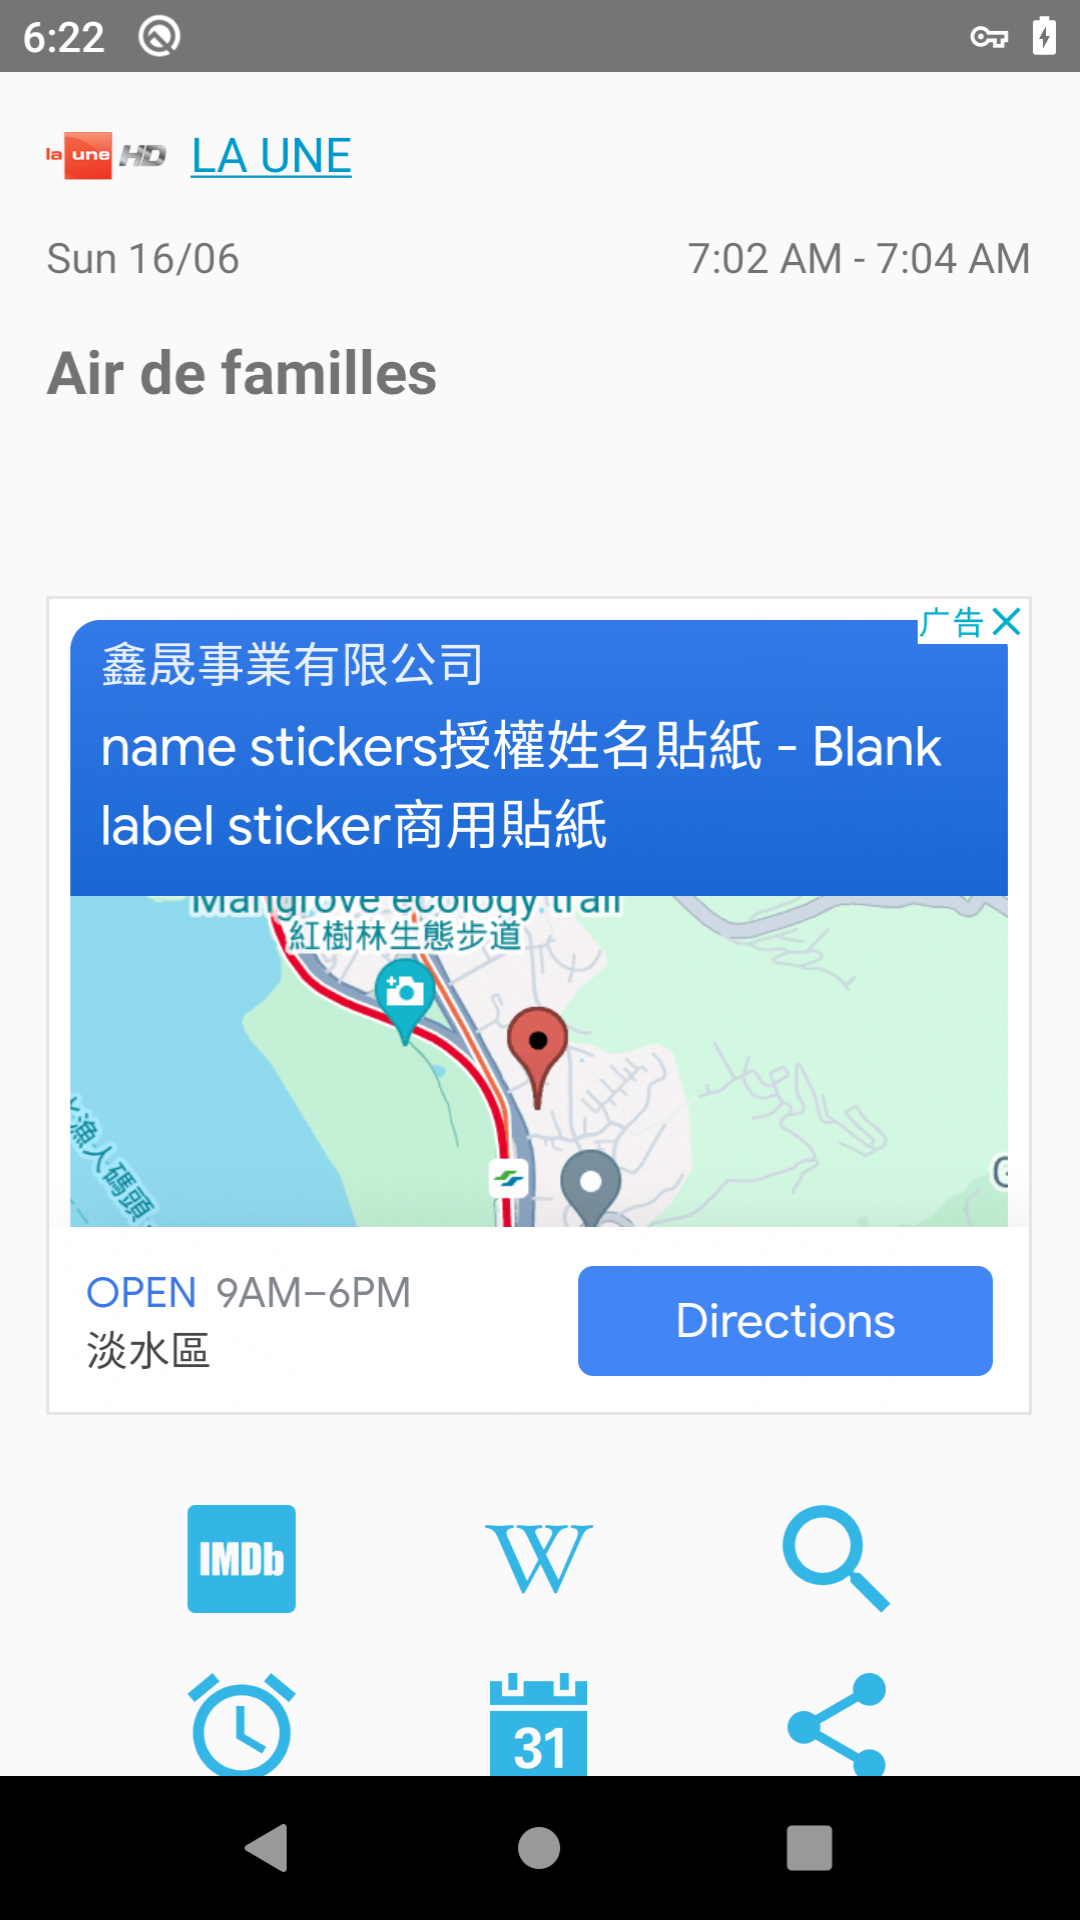 6:22
la une HD LA UNE
Sun 16/06 7:02 AM - 7:04 AM
Air de familles
广告
鑫晟事業有限公司
name stickers授權姓名貼紙 - Blank
label sticker商用貼紙
Mangrove ecology trail
紅樹林生態步道
漁人碼頭
OPEN 9AM–6PM
淡水區
Directions
IMDb
W
31